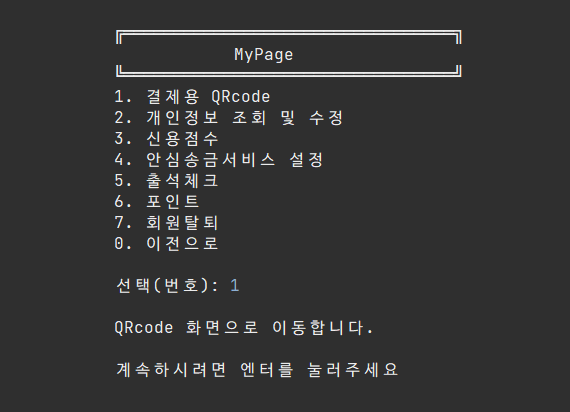 MyPage
1. 결제용 QRcode
2. 개인정보 조회 및 수정
3. 신용점수
4. 안심송금서비스 설정
5. 출석체크
6. 포인트
7. 회원탈퇴
0. 이전으로
선택(번호): 1
QRcode 화면으로 이동합니다.
계속하시려면 엔터를 눌러주세요